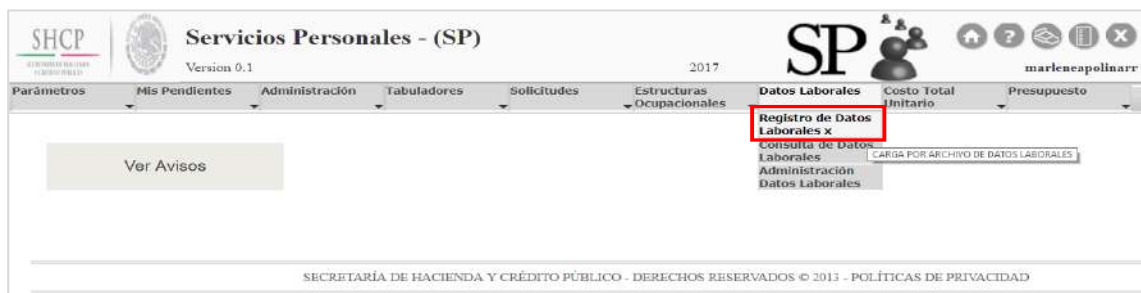 SHCP
Servicios Personales - (SP)
Version 0.1
2017
SP
marleneapolinarr
Parámetros
Mis Pendientes
Administración
Tabuladores
Solicitudes
Estructuras
Ocupacionales
Datos Laborales
Costo Total
Unitario
Presupuesto
Registro de Datos
Laborales x
Consulta de Datos
Laborales
CARGA POR ARCHIVO DE DATOS LABORALES
Administración
Datos Laborales
Ver Avisos
SECRETARÍA DE HACIENDA Y CRÉDITO PÚBLICO - DERECHOS RESERVADOS © 2013 - POLÍTICAS DE PRIVACIDAD